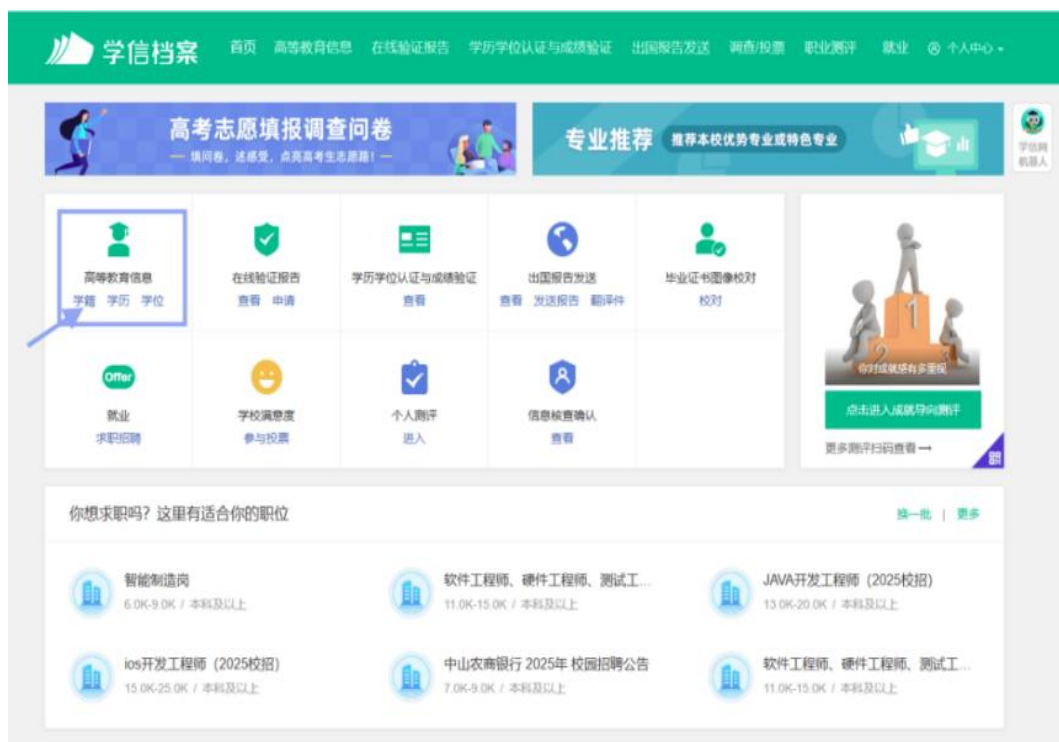 学信档案 首页 高等教育信息 在线验证报告 学历学位认证与成绩验证 出国报告发送 调查/投票 职业测评 就业 个人中心
高考志愿填报调查问卷
填问卷，述感受，点亮高考生志愿路！
专业推荐 推荐本校优势专业或特色专业
学信网
机器人
高等教育信息 在线验证报告 学历学位认证与成绩验证 出国报告发送 毕业证书图像校对
学籍 学历 学位 查看 申请 查看 查看 发送报告 翻译件 校对
Offer
就业 学校满意度 个人测评 信息核查确认
求职招聘 参与投票 进入 查看
1
2
3
你对成就感有多重视
点击进入成就导向测评
更多测评扫码查看→
你想求职吗？这里有适合你的职位 换一批 | 更多
智能制造岗 软件工程师、硬件工程师、测试工... JAVA开发工程师（2025校招）
6.0K-9.0K / 本科及以上 11.0K-15.0K / 本科及以上 13.0K-20.0K / 本科及以上
ios开发工程师（2025校招） 中山农商银行 2025年 校园招聘公告 软件工程师、硬件工程师、测试工...
15.0K-25.0K / 本科及以上 7.0K-9.0K / 本科及以上 11.0K-15.0K / 本科及以上